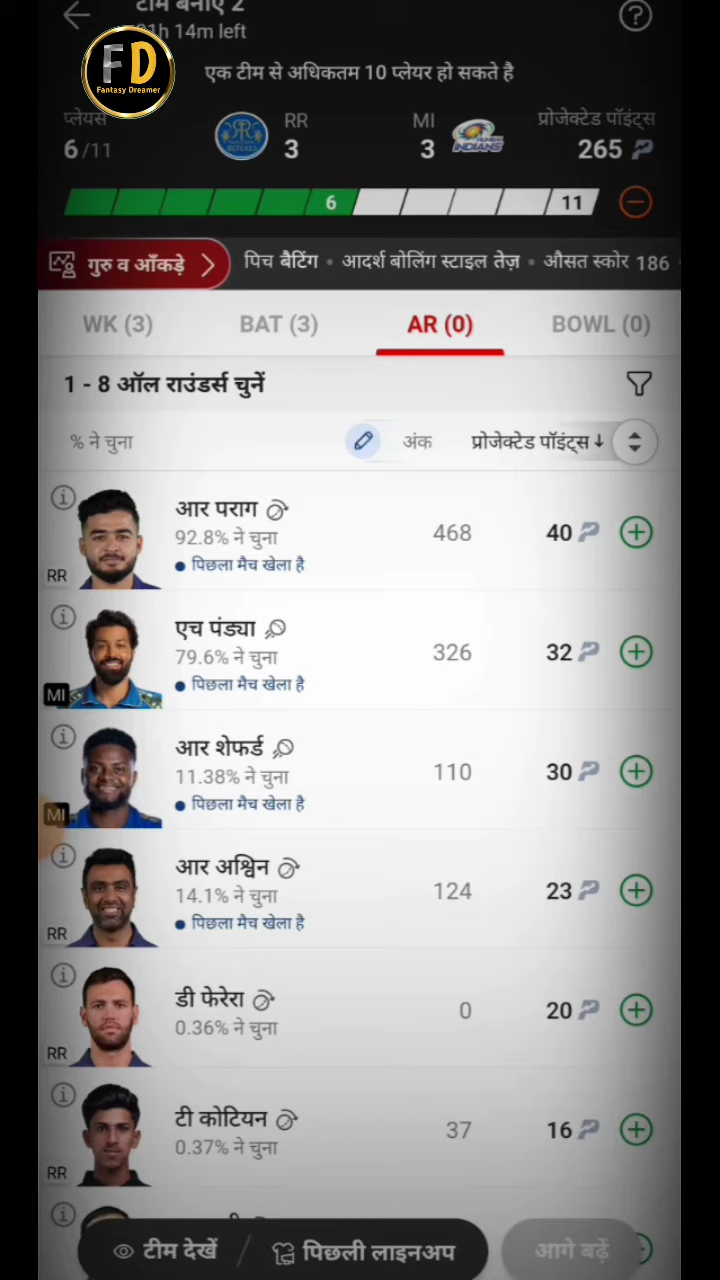 टीम बनाएं 2
21h 14m left
FD
Fantasy Dreamer
एक टीम से अधिकतम 10 प्लेयर हो सकते है
प्लेयर्स
6/11
RR
3
MI
3
प्रोजेक्टेड पॉइंट्स
265
6
11
गुरु व आँकड़े
पिच बैटिंग • आदर्श बोलिंग स्टाइल तेज़ • औसत स्कोर 186
WK (3)
BAT (3)
AR (0)
BOWL (0)
1 - 8 ऑल राउंडर्स चुनें
% ने चुना
अंक
प्रोजेक्टेड पॉइंट्स ↓
आर पराग
92.8% ने चुना
पिछला मैच खेला है
RR
468
40
एच पंड्या
79.6% ने चुना
पिछला मैच खेला है
MI
326
32
आर शेफर्ड
11.38% ने चुना
पिछला मैच खेला है
MI
110
30
आर अश्विन
14.1% ने चुना
पिछला मैच खेला है
RR
124
23
डी फेरेरा
0.36% ने चुना
RR
0
20
टी कोटियन
0.37% ने चुना
RR
37
16
टीम देखें / पिछली लाइनअप
आगे बढ़ें